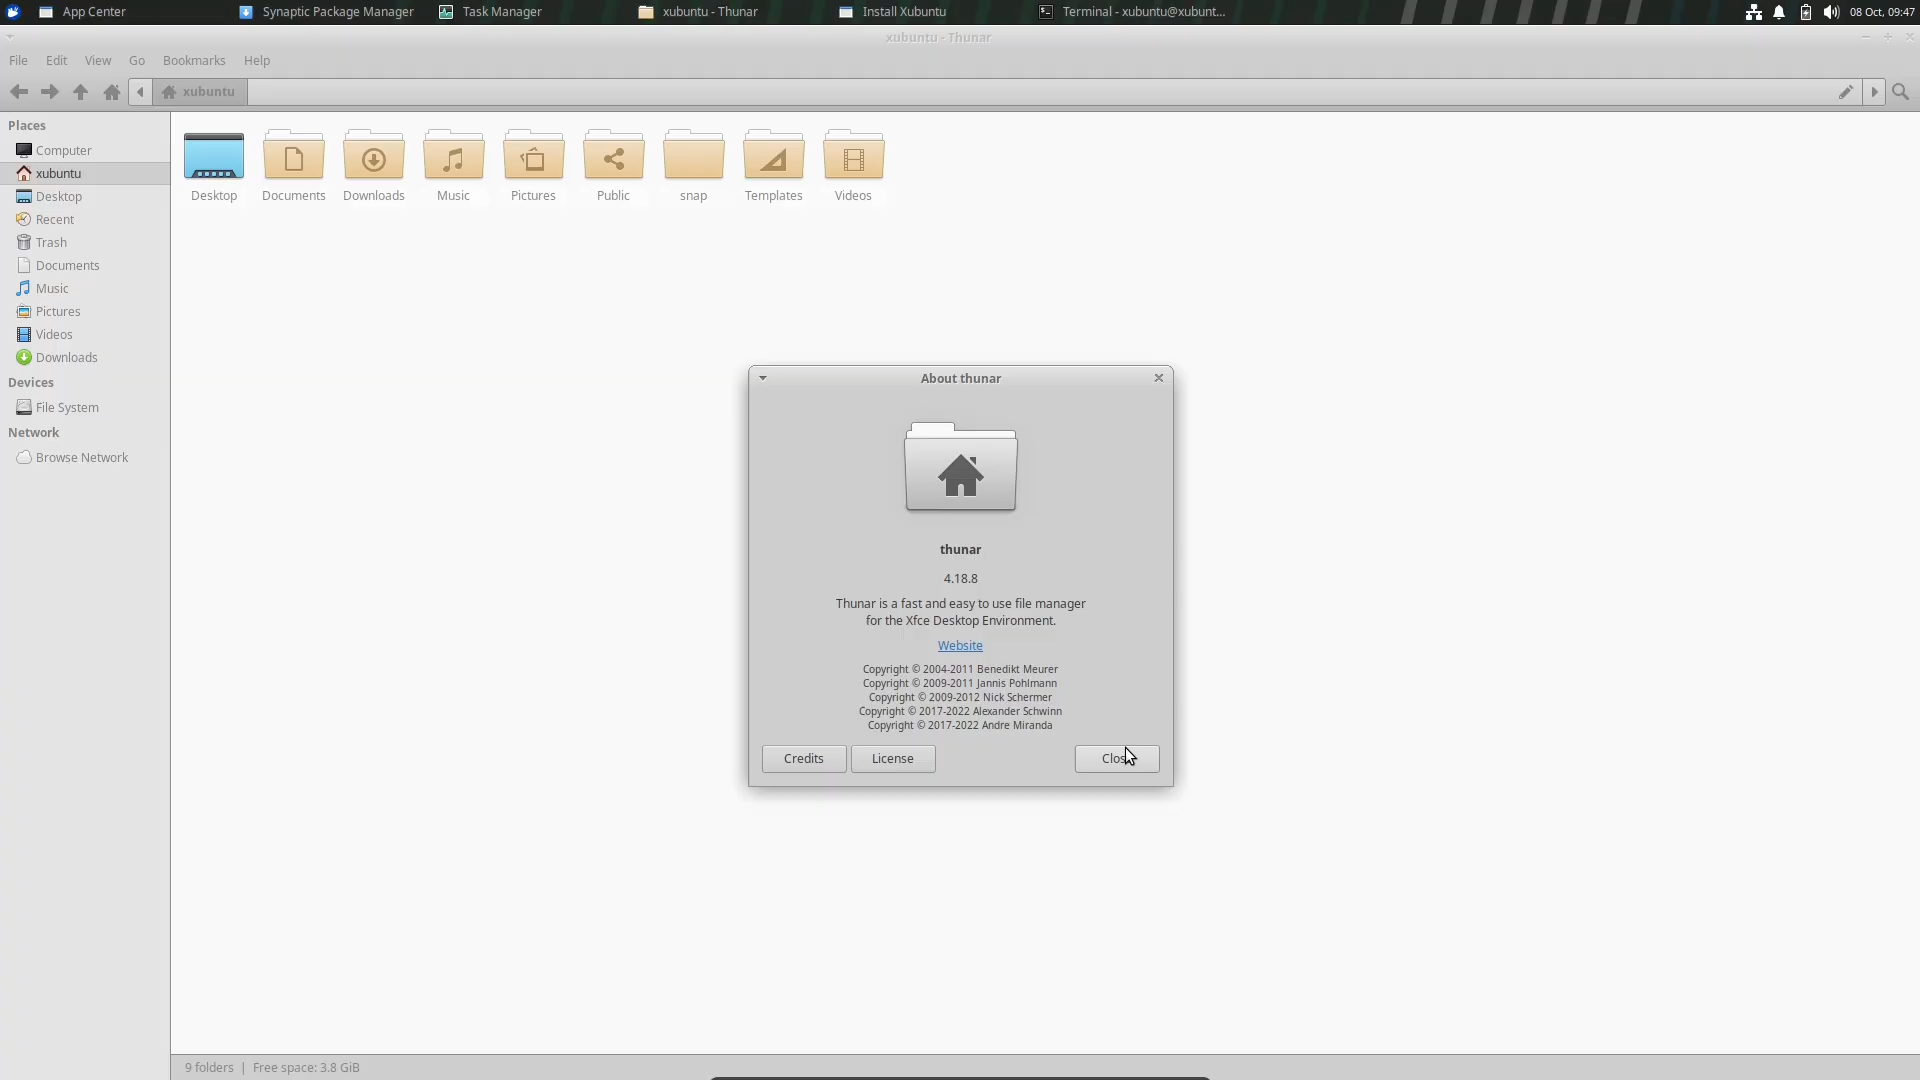 App Center Synaptic Package Manager Task Manager xubuntu - Thunar Install Xubuntu Terminal - xubuntu@xubunt... 08 Oct, 09:47
xubuntu - Thunar
File Edit View Go Bookmarks Help
xubuntu
Places
Computer
xubuntu
Desktop
Recent
Trash
Documents
Music
Pictures
Videos
Downloads
Devices
File System
Network
Browse Network
Desktop Documents Downloads Music Pictures Public snap Templates Videos
About thunar
thunar
4.18.8
Thunar is a fast and easy to use file manager
for the Xfce Desktop Environment.
Website
Copyright © 2004-2011 Benedikt Meurer
Copyright © 2009-2011 Jannis Pohlmann
Copyright © 2009-2012 Nick Schermer
Copyright © 2017-2022 Alexander Schwinn
Copyright © 2017-2022 Andre Miranda
Credits License Close
9 folders | Free space: 3.8 GiB